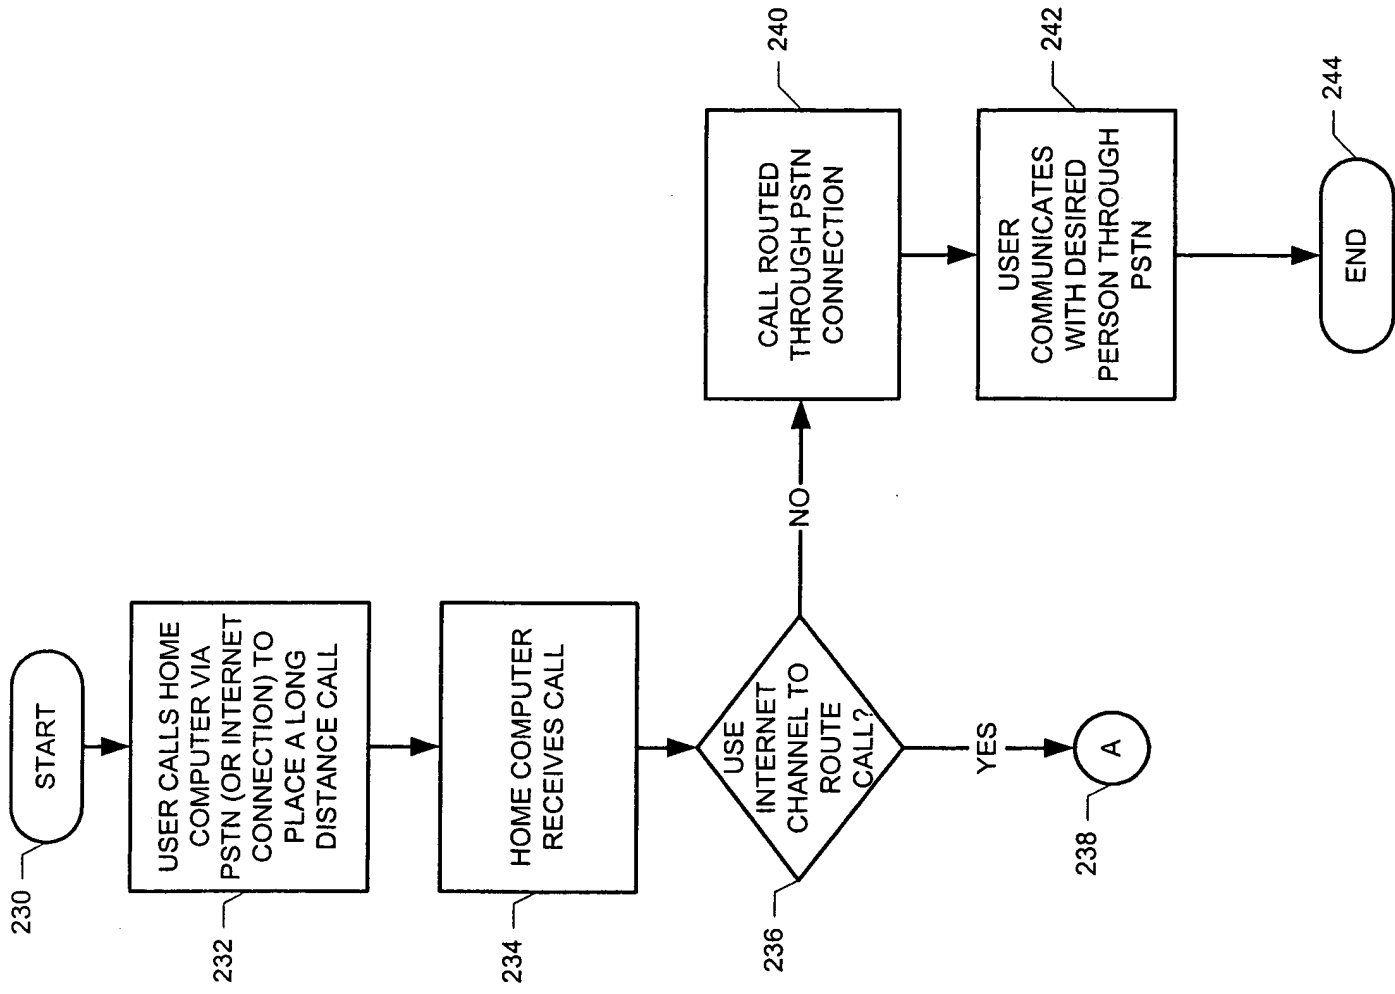 START
230
USER CALLS HOME
COMPUTER VIA
PSTN (OR INTERNET
CONNECTION) TO
PLACE A LONG
DISTANCE CALL
232
HOME COMPUTER
RECEIVES CALL
234
USE
INTERNET
CHANNEL TO
ROUTE
CALL?
236
YES
A
238
NO
CALL ROUTED
THROUGH PSTN
CONNECTION
240
USER
COMMUNICATES
WITH DESIRED
PERSON THROUGH
PSTN
242
END
244